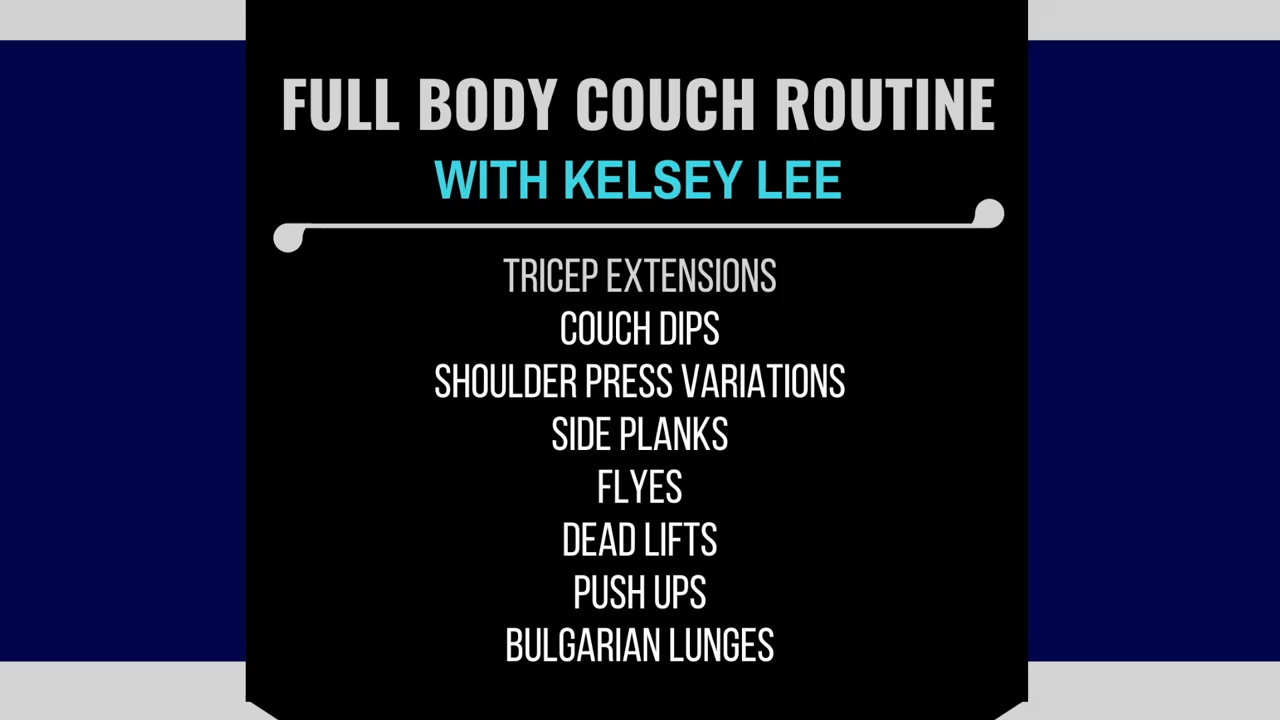 FULL BODY COUCH ROUTINE
WITH KELSEY LEE
TRICEP EXTENSIONS
COUCH DIPS
SHOULDER PRESS VARIATIONS
SIDE PLANKS
FLYES
DEAD LIFTS
PUSH UPS
BULGARIAN LUNGES